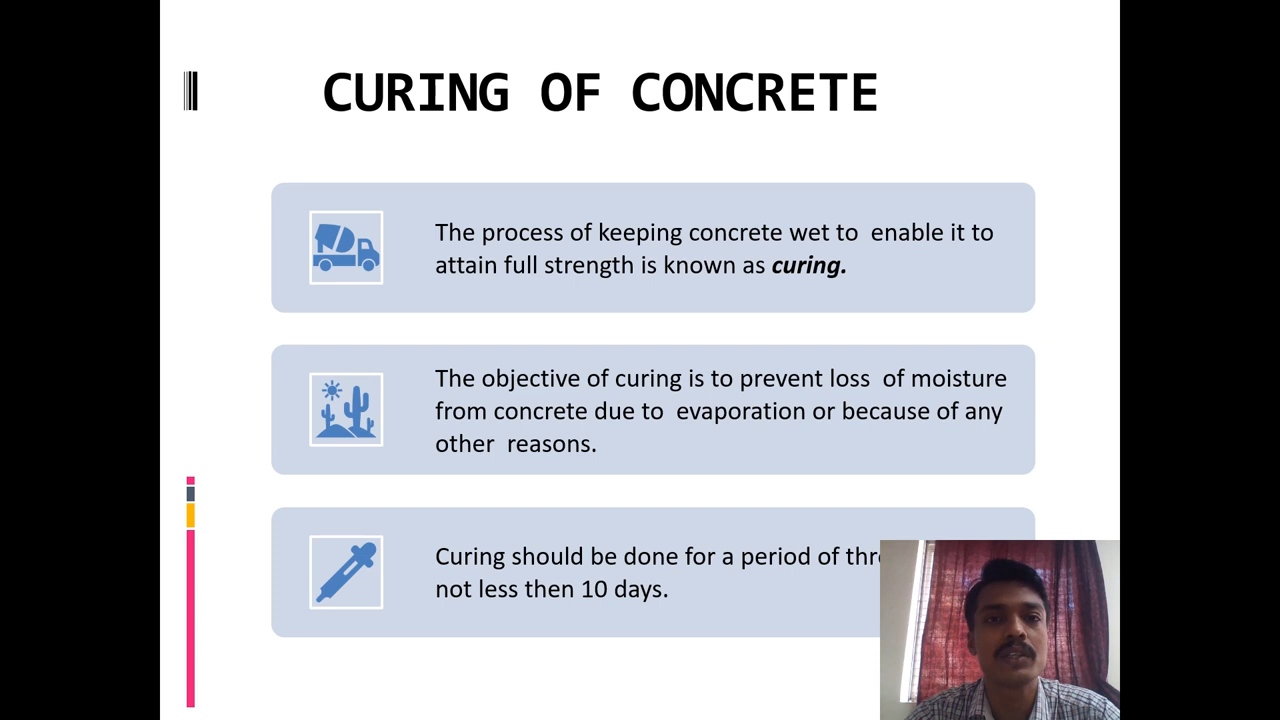 CURING OF CONCRETE
The process of keeping concrete wet to enable it to
attain full strength is known as curing.
The objective of curing is to prevent loss of moisture
from concrete due to evaporation or because of any
other reasons.
Curing should be done for a period of
not less then 10 days.